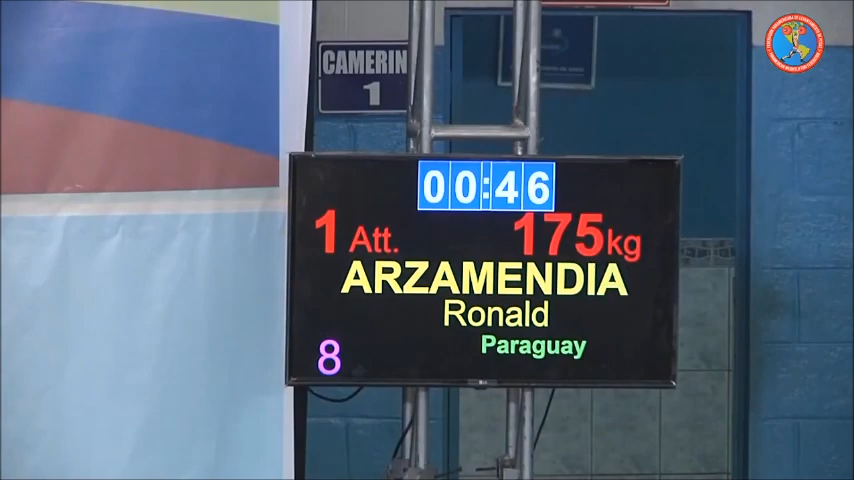 CAMERIN
1
00:46
1 Att. 175kg
ARZAMENDIA
Ronald
8 Paraguay